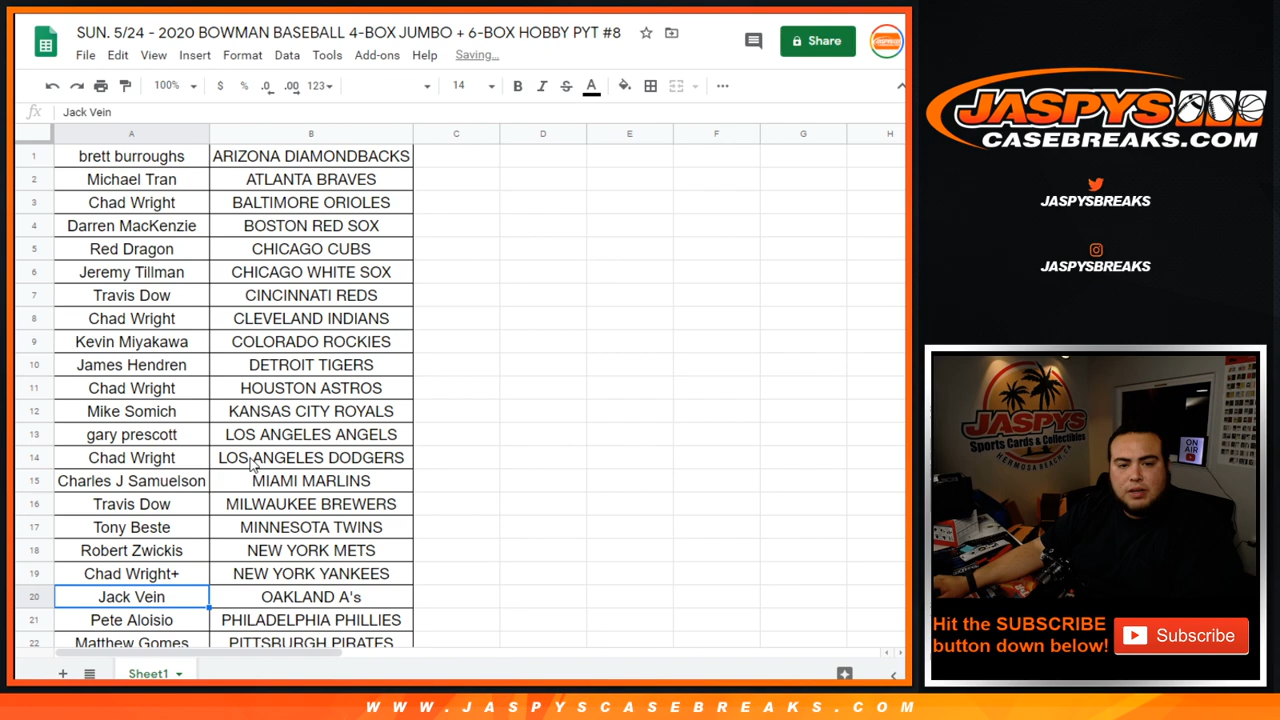 SUN. 5/24 - 2020 BOWMAN BASEBALL 4-BOX JUMBO + 6-BOX HOBBY PYT #8
File Edit View Insert Format Data Tools Add-ons Help Saving...
Share
100% $ % .0 .00 123 14 B I S A
fx Jack Vein
A B C D E F G H
1 brett burroughs ARIZONA DIAMONDBACKS
2 Michael Tran ATLANTA BRAVES
3 Chad Wright BALTIMORE ORIOLES
4 Darren MacKenzie BOSTON RED SOX
5 Red Dragon CHICAGO CUBS
6 Jeremy Tillman CHICAGO WHITE SOX
7 Travis Dow CINCINNATI REDS
8 Chad Wright CLEVELAND INDIANS
9 Kevin Miyakawa COLORADO ROCKIES
10 James Hendren DETROIT TIGERS
11 Chad Wright HOUSTON ASTROS
12 Mike Somich KANSAS CITY ROYALS
13 gary prescott LOS ANGELES ANGELS
14 Chad Wright LOS ANGELES DODGERS
15 Charles J Samuelson MIAMI MARLINS
16 Travis Dow MILWAUKEE BREWERS
17 Tony Beste MINNESOTA TWINS
18 Robert Zwickis NEW YORK METS
19 Chad Wright+ NEW YORK YANKEES
20 Jack Vein OAKLAND A's
21 Pete Aloisio PHILADELPHIA PHILLIES
22 Matthew Gomes PITTSBURGH PIRATES
Sheet1
JASPYS
CASEBREAKS.COM
JASPYSBREAKS
JASPYSBREAKS
JASPYS
Sports Cards & Collectibles
HERMOSA BEACH, CA
ON AIR
Hit the SUBSCRIBE
button down below!
Subscribe
WWW.JASPYSCASEBREAKS.COM